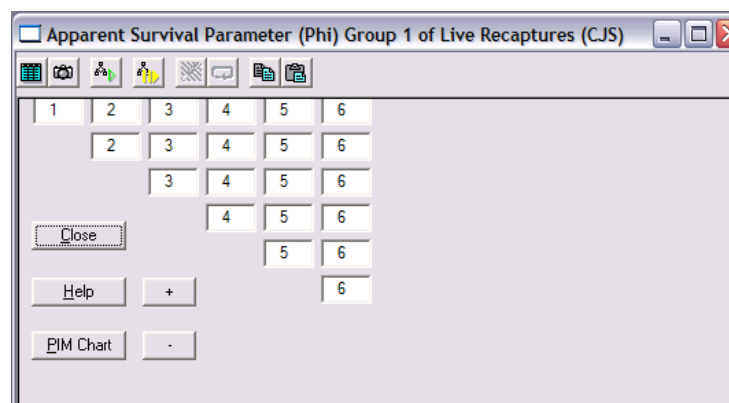 Apparent Survival Parameter (Phi) Group 1 of Live Recaptures (CJS)
1 2 3 4 5 6
2 3 4 5 6
3 4 5 6
4 5 6
Close
5 6
Help + 6
PIM Chart -